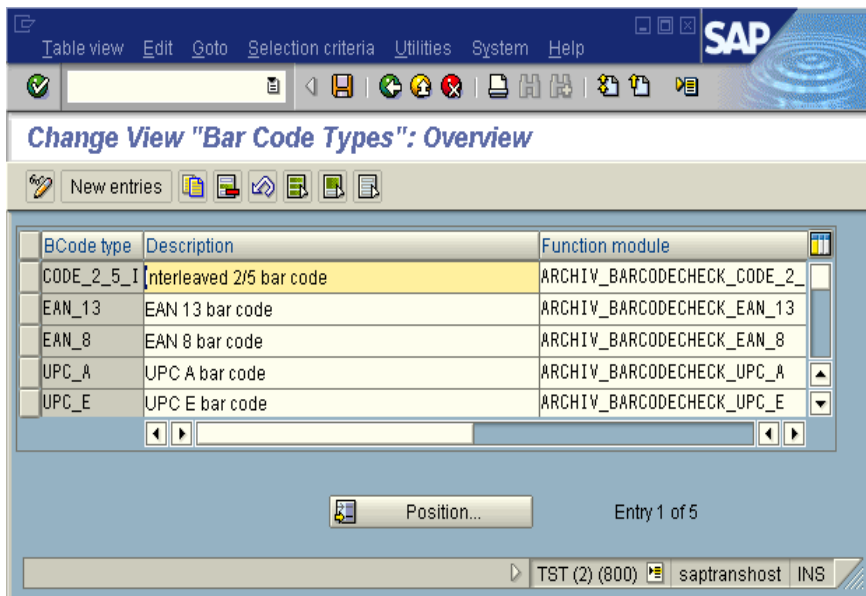 SAP
Table view Edit Goto Selection criteria Utilities System Help
Change View "Bar Code Types": Overview
New entries
BCode type Description Function module
CODE_2_5_I Interleaved 2/5 bar code ARCHIV_BARCODECHECK_CODE_2_
EAN_13 EAN 13 bar code ARCHIV_BARCODECHECK_EAN_13
EAN_8 EAN 8 bar code ARCHIV_BARCODECHECK_EAN_8
UPC_A UPC A bar code ARCHIV_BARCODECHECK_UPC_A
UPC_E UPC E bar code ARCHIV_BARCODECHECK_UPC_E
Position... Entry 1 of 5
TST (2) (800) saptranshost INS